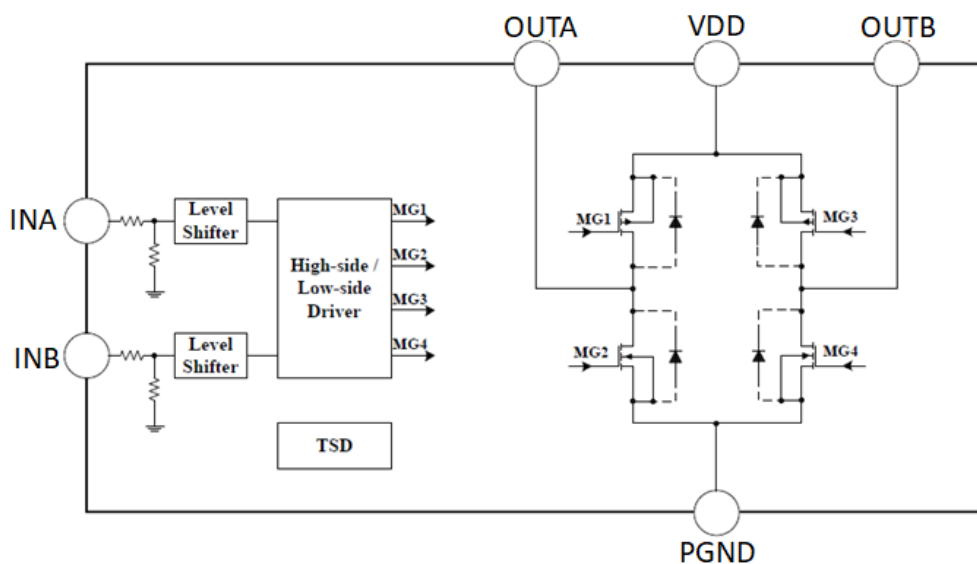 OUTA
VDD
OUTB
INA
Level
Shifter
MG1
MG2
High-side /
Low-side
Driver
MG3
MG4
INB
Level
Shifter
TSD
MG1
MG3
MG2
MG4
PGND